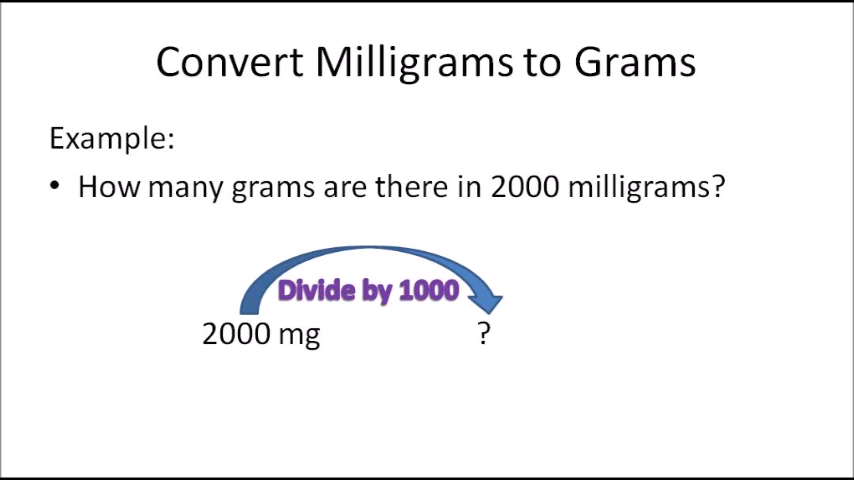 Convert Milligrams to Grams
Example:
• How many grams are there in 2000 milligrams?
Divide by 1000
2000 mg ?